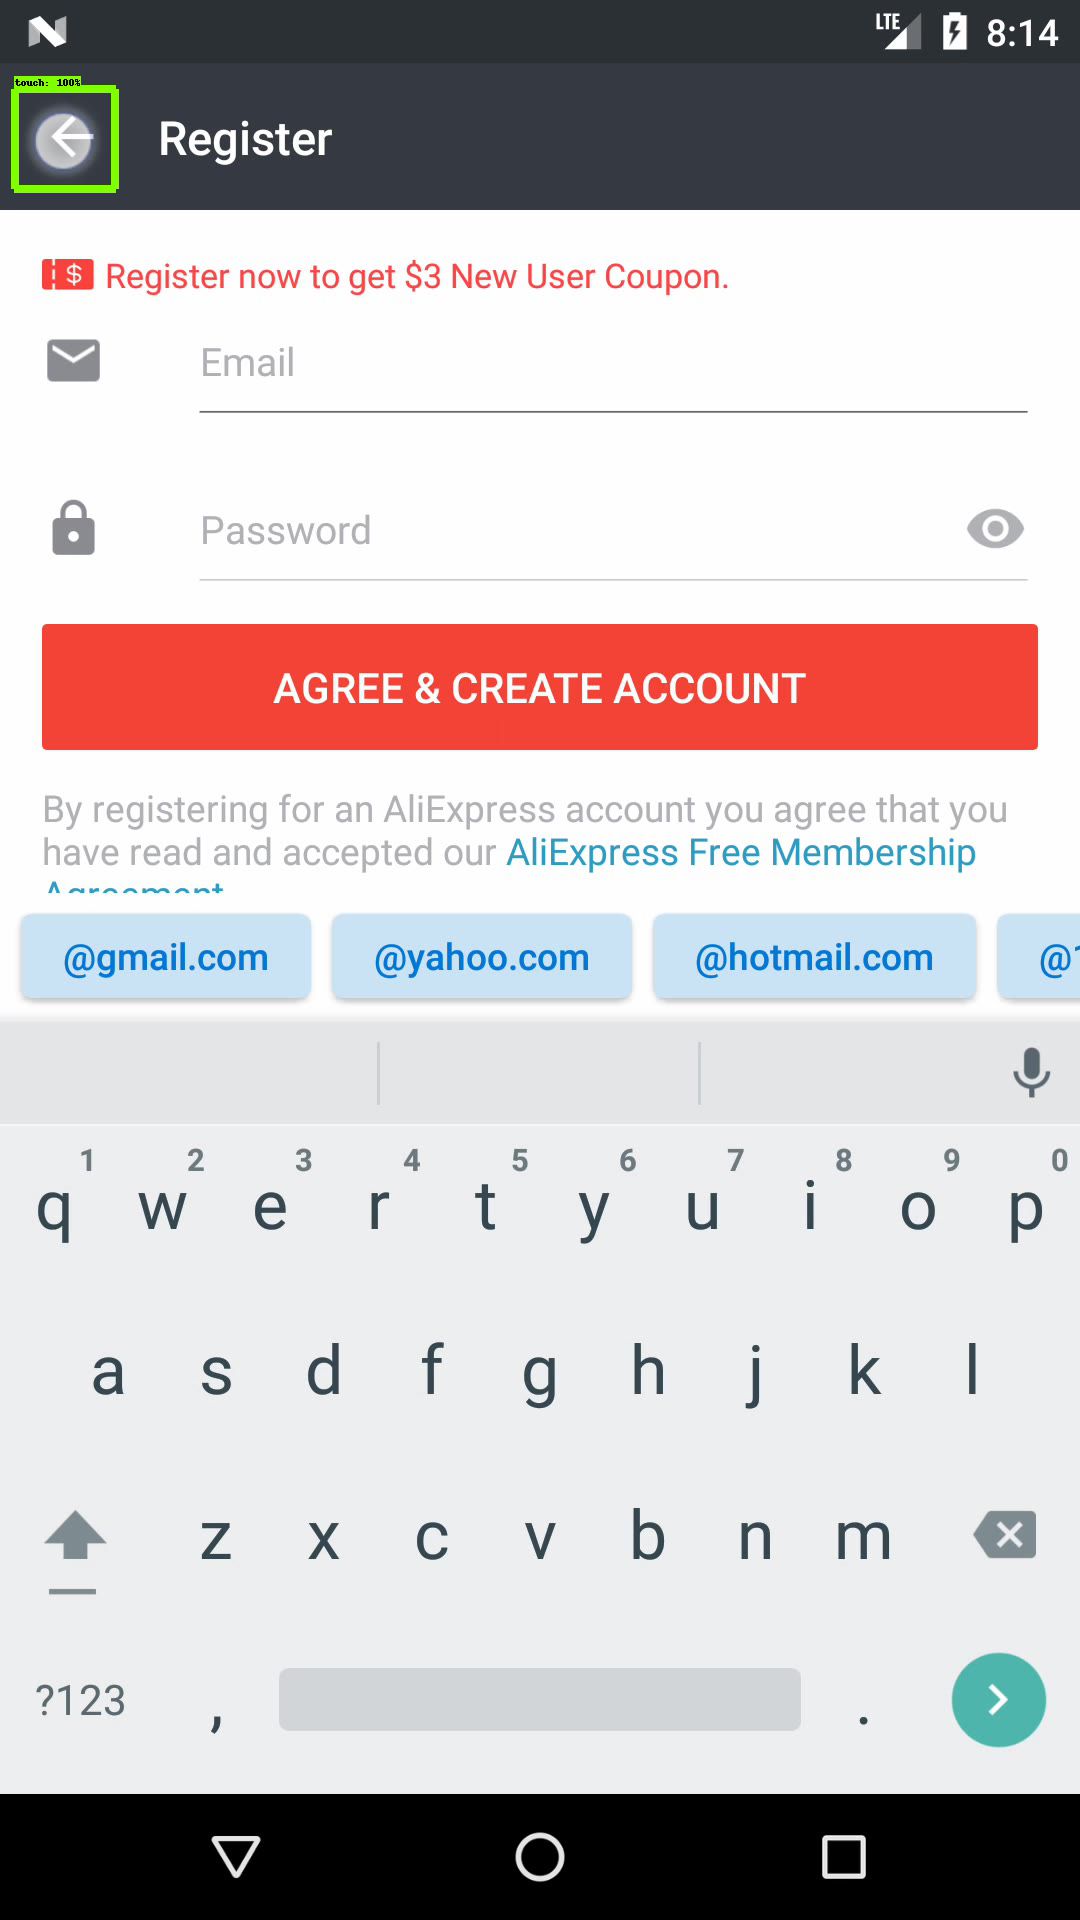 LTE 8:14
touch: 100%
Register
Register now to get $3 New User Coupon.
Email
Password
AGREE & CREATE ACCOUNT
By registering for an AliExpress account you agree that you
have read and accepted our AliExpress Free Membership
Agreement
@gmail.com @yahoo.com @hotmail.com @1
1 2 3 4 5 6 7 8 9 0
q w e r t y u i o p
a s d f g h j k l
z x c v b n m
?123 , .